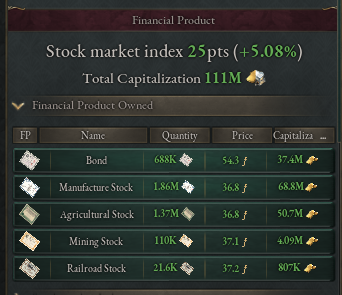 Financial Product
Stock market index 25pts (+5.08%)
Total Capitalization 111M
Financial Product Owned
FP Name Quantity Price Capitaliza ...
Bond 688K 54.3 ƒ 37.4M
Manufacture Stock 1.86M 36.8 ƒ 68.8M
Agricultural Stock 1.37M 36.8 ƒ 50.7M
Mining Stock 110K 37.1 ƒ 4.09M
Railroad Stock 21.6K 37.2 ƒ 807K